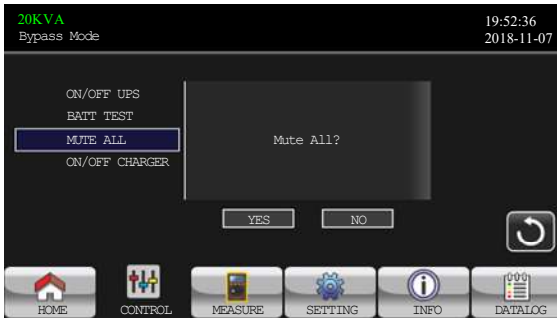 20KVA
19:52:36
Bypass Mode
2018-11-07
ON/OFF UPS
BATT TEST
MUTE ALL
Mute All?
ON/OFF CHARGER
YES
NO
HOME
CONTROL
MEASURE
SETTING
INFO
DATALOG